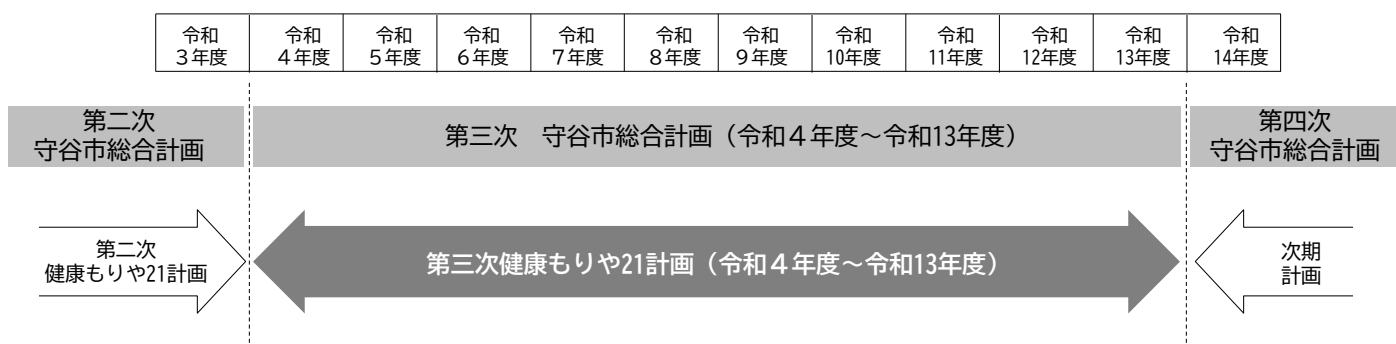 令和
３年度
令和
４年度
令和
５年度
令和
６年度
令和
７年度
令和
８年度
令和
９年度
令和
10年度
令和
11年度
令和
12年度
令和
13年度
令和
14年度
第二次
守谷市総合計画
第三次　守谷市総合計画（令和４年度～令和13年度）
第四次
守谷市総合計画
第二次
健康もりや21計画
第三次健康もりや21計画（令和４年度～令和13年度）
次期
計画